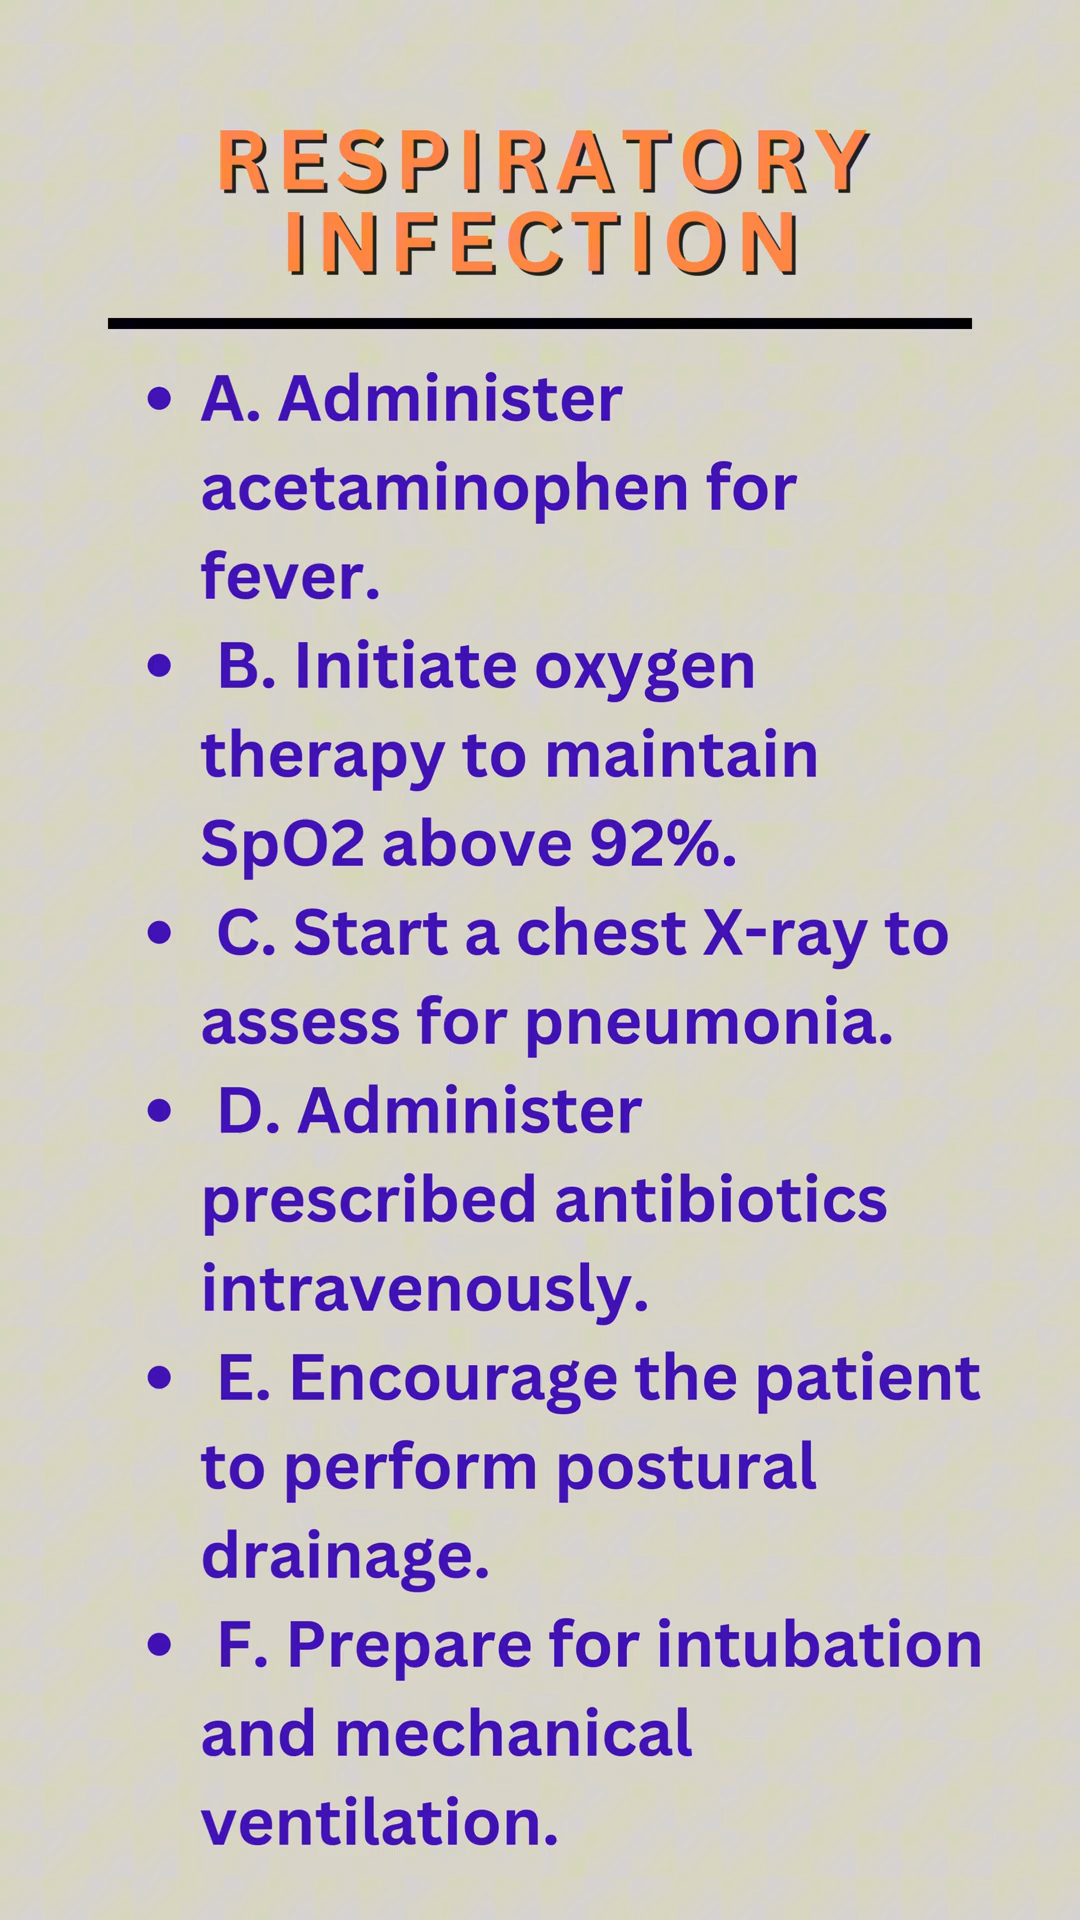 RESPIRATORY
INFECTION
• A. Administer
acetaminophen for
fever.
• B. Initiate oxygen
therapy to maintain
SpO2 above 92%.
• C. Start a chest X-ray to
assess for pneumonia.
• D. Administer
prescribed antibiotics
intravenously.
• E. Encourage the patient
to perform postural
drainage.
• F. Prepare for intubation
and mechanical
ventilation.